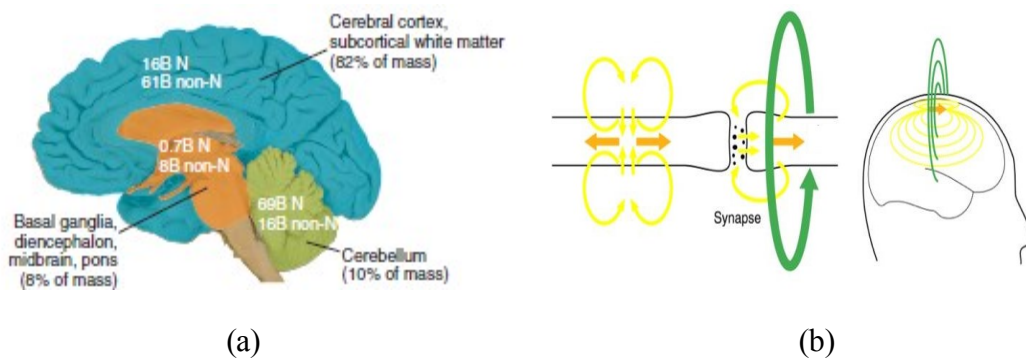 Cerebral cortex,
subcortical white matter
(82% of mass)
16B N
61B non-N
0.7B N
8B non-N
69B N
16B non-N
Basal ganglia,
diencephalon,
midbrain, pons
(8% of mass)
Cerebellum
(10% of mass)
Synapse
(a)
(b)